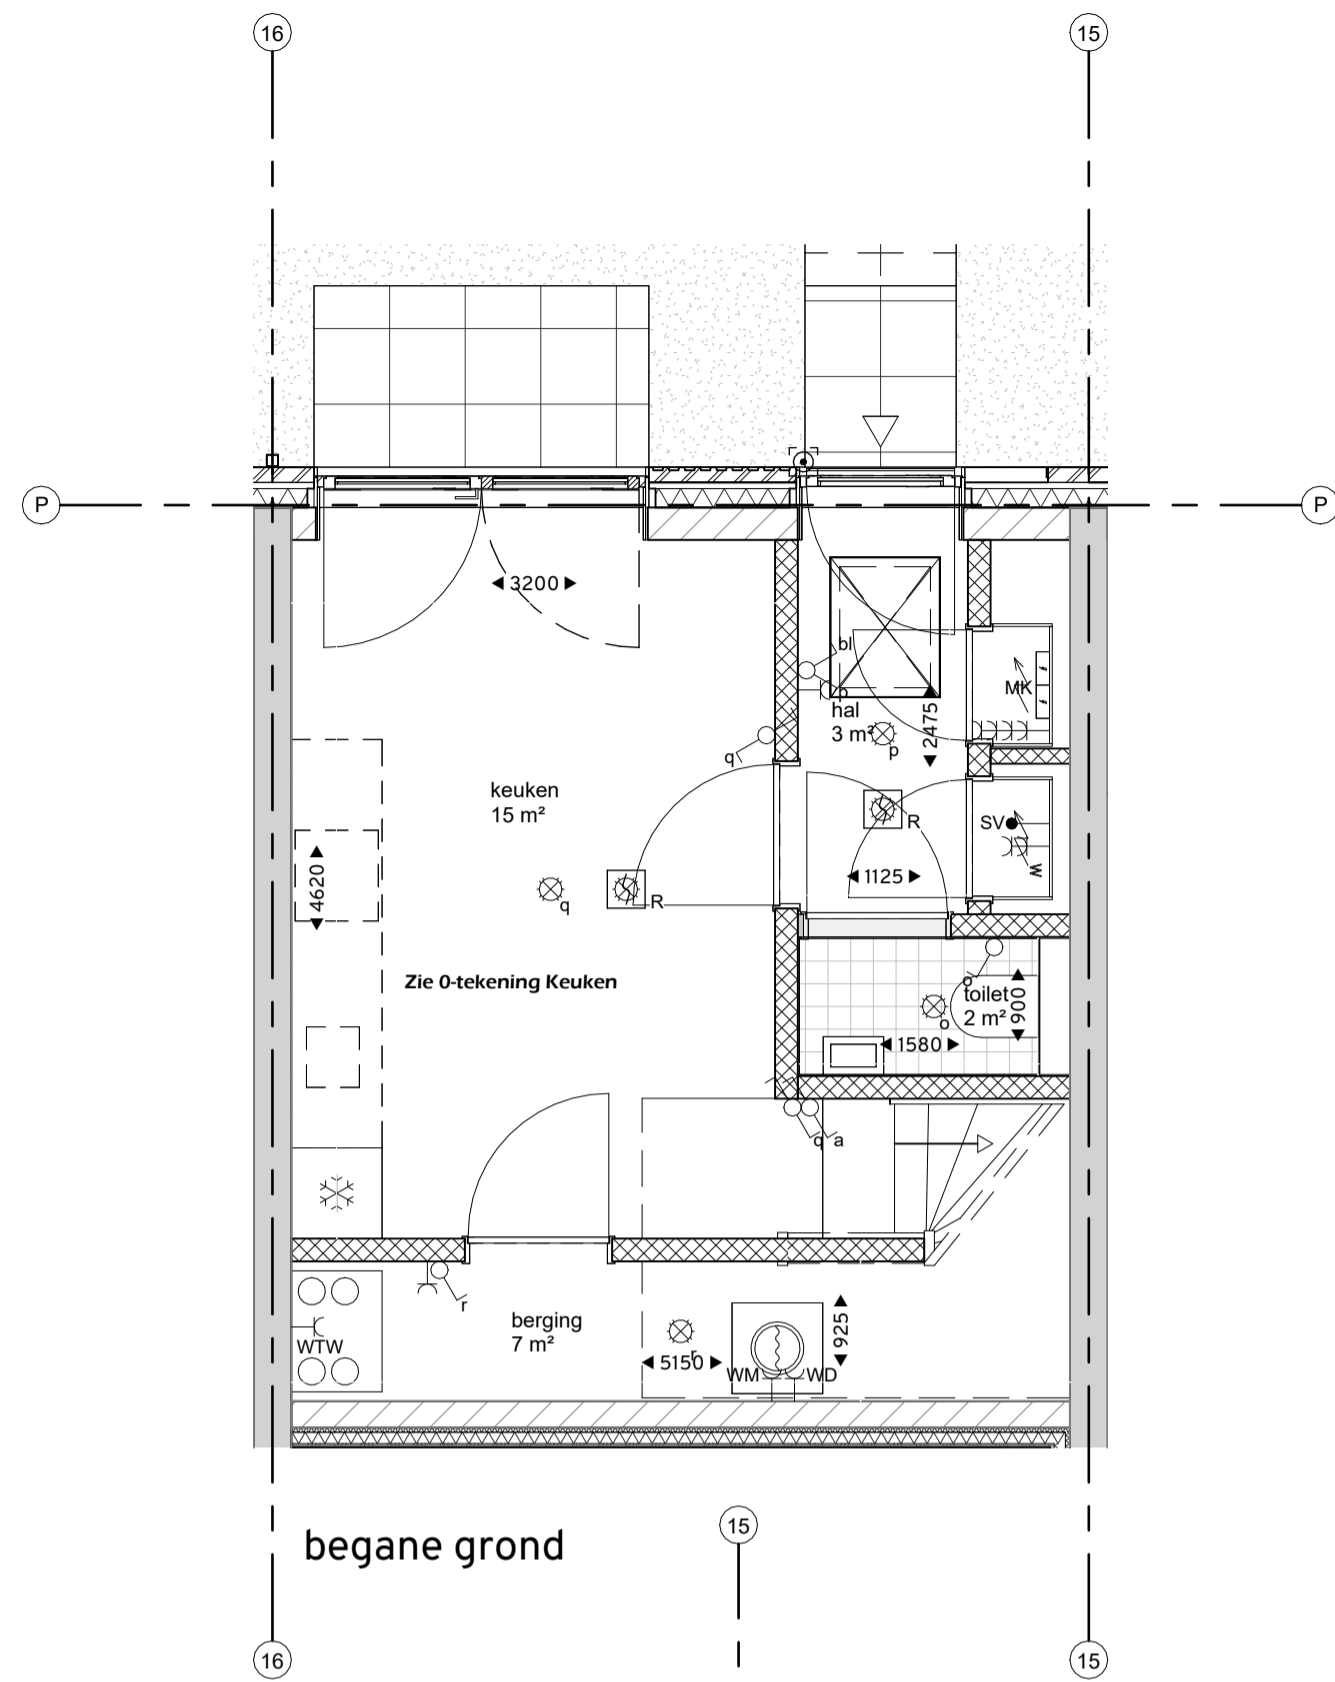 16
15
P
P
3200
bl
p
hal
3 m²
2475
MK
p
q
keuken
15 m²
4620
R
SV
W
1125
q
R
Zie 0-tekening Keuken
o
toilet
2 m²
900
o
1580
q
a
r
berging
7 m²
WTW
r
5150
925
WM
WD
begane grond
15
16
15